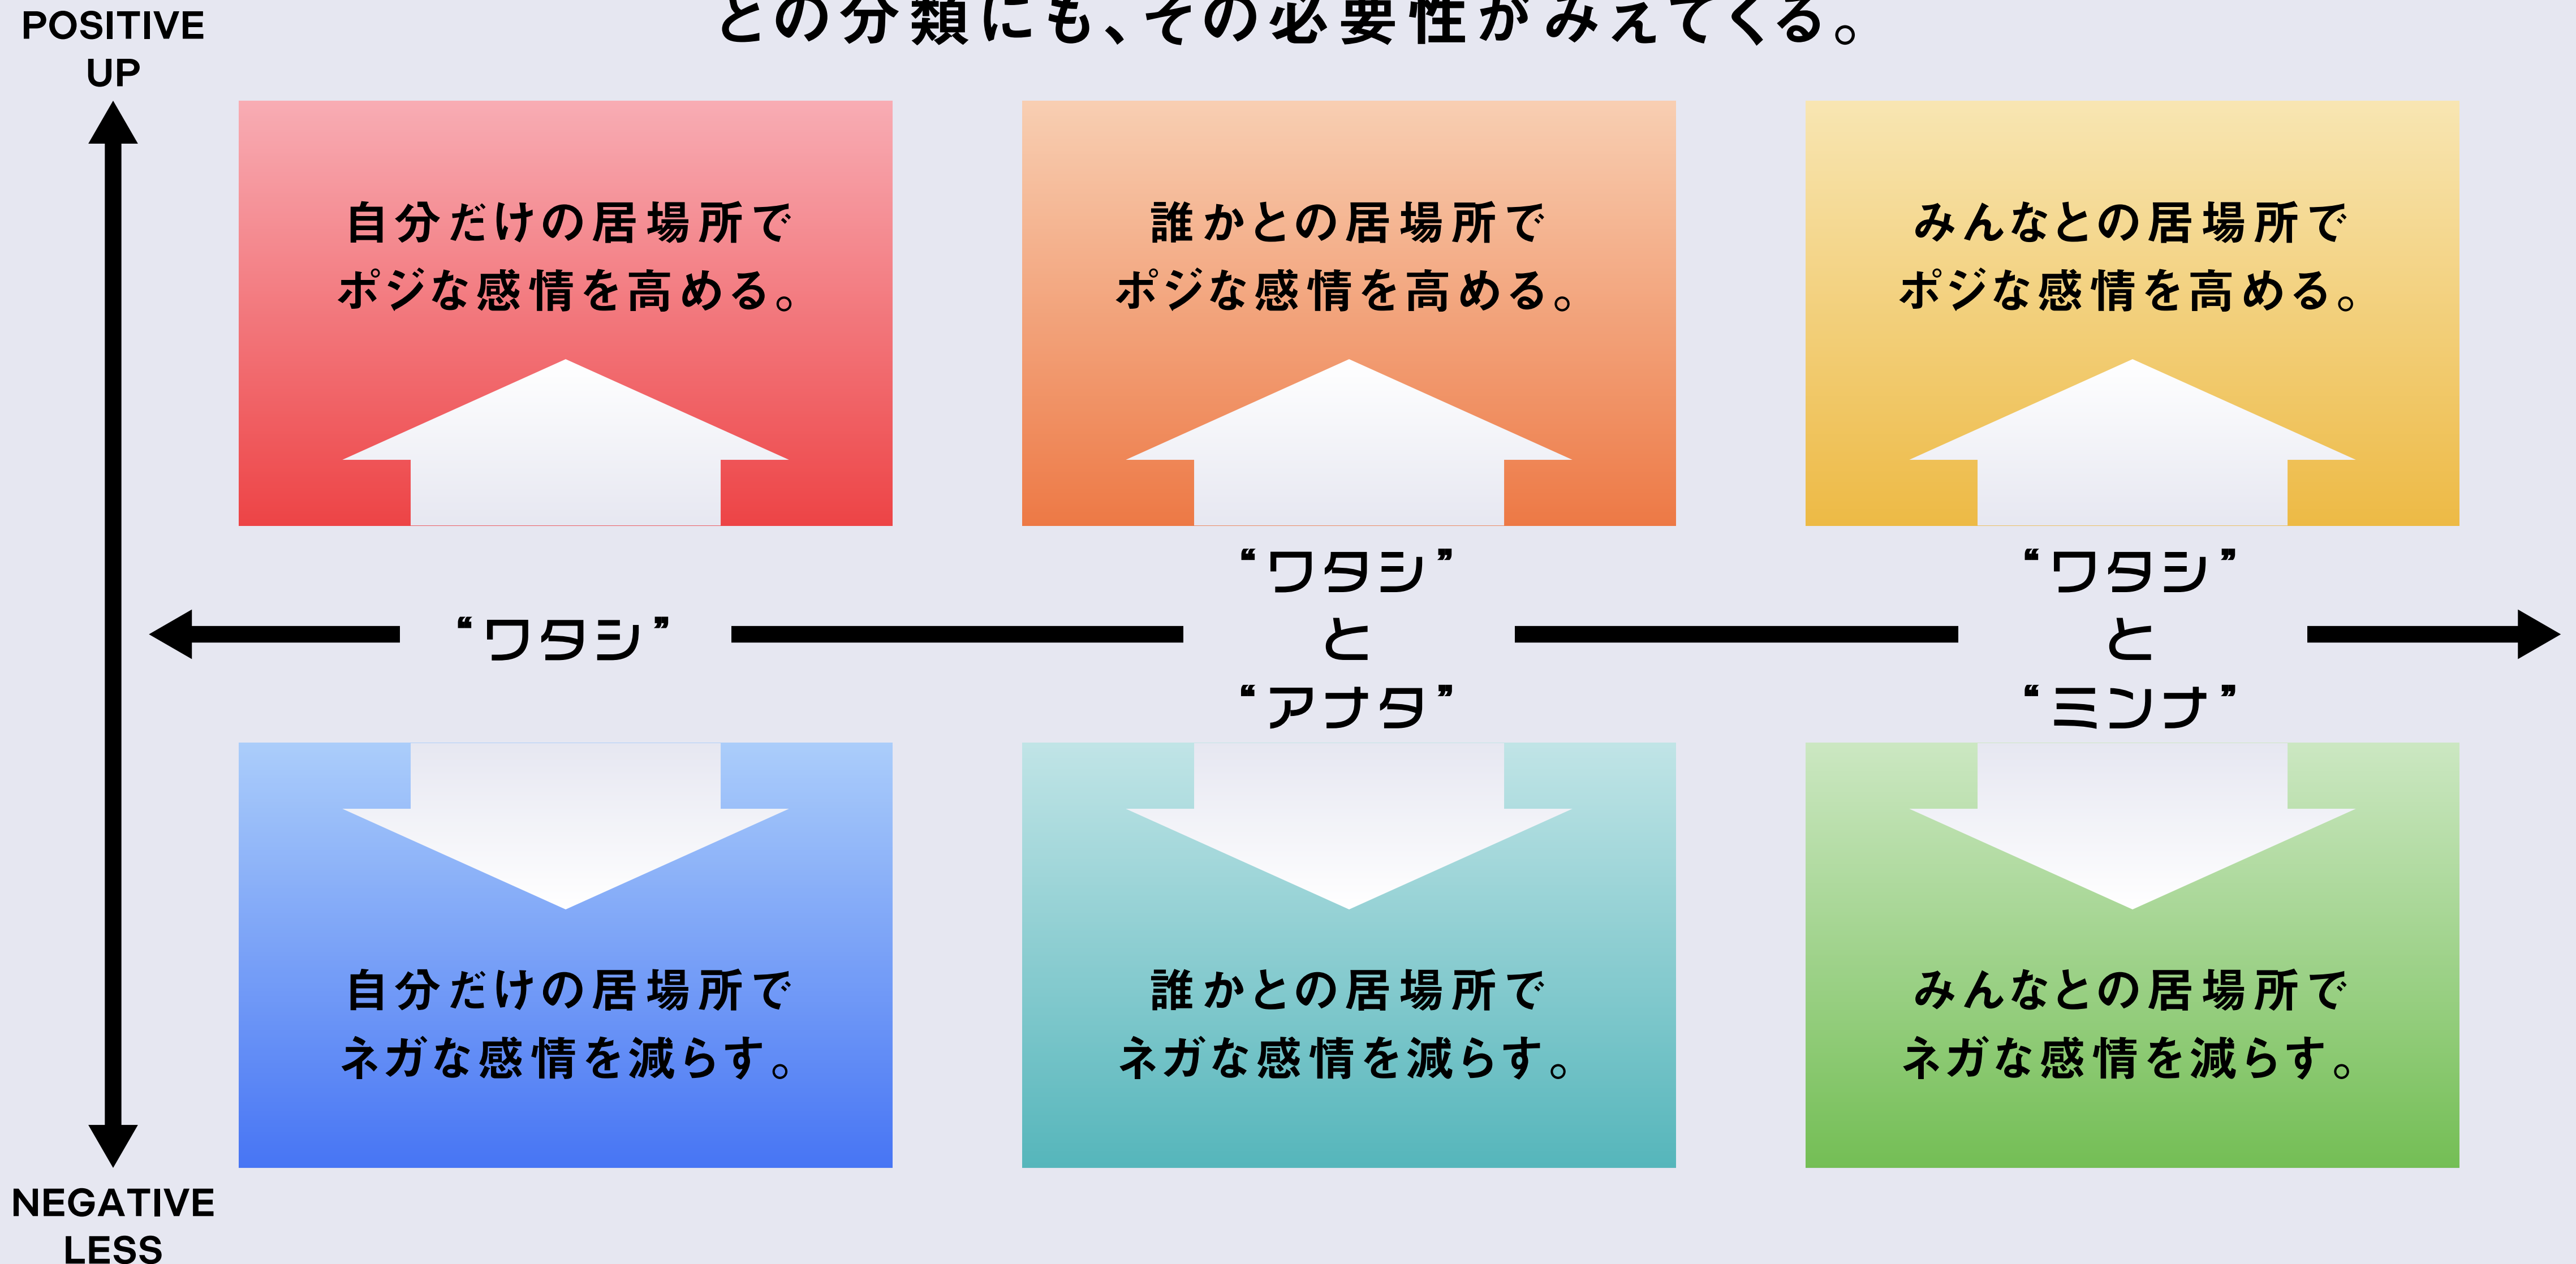 POSITIVE
UP
どの分類にも、その必要性がみえてくる。
自分だけの居場所で
ポジな感情を高める。
誰かとの居場所で
ポジな感情を高める。
みんなとの居場所で
ポジな感情を高める。
“ワタシ”
“ワタシ”
と
“アナタ”
“ワタシ”
と
“ミンナ”
自分だけの居場所で
ネガな感情を減らす。
誰かとの居場所で
ネガな感情を減らす。
みんなとの居場所で
ネガな感情を減らす。
NEGATIVE
LESS